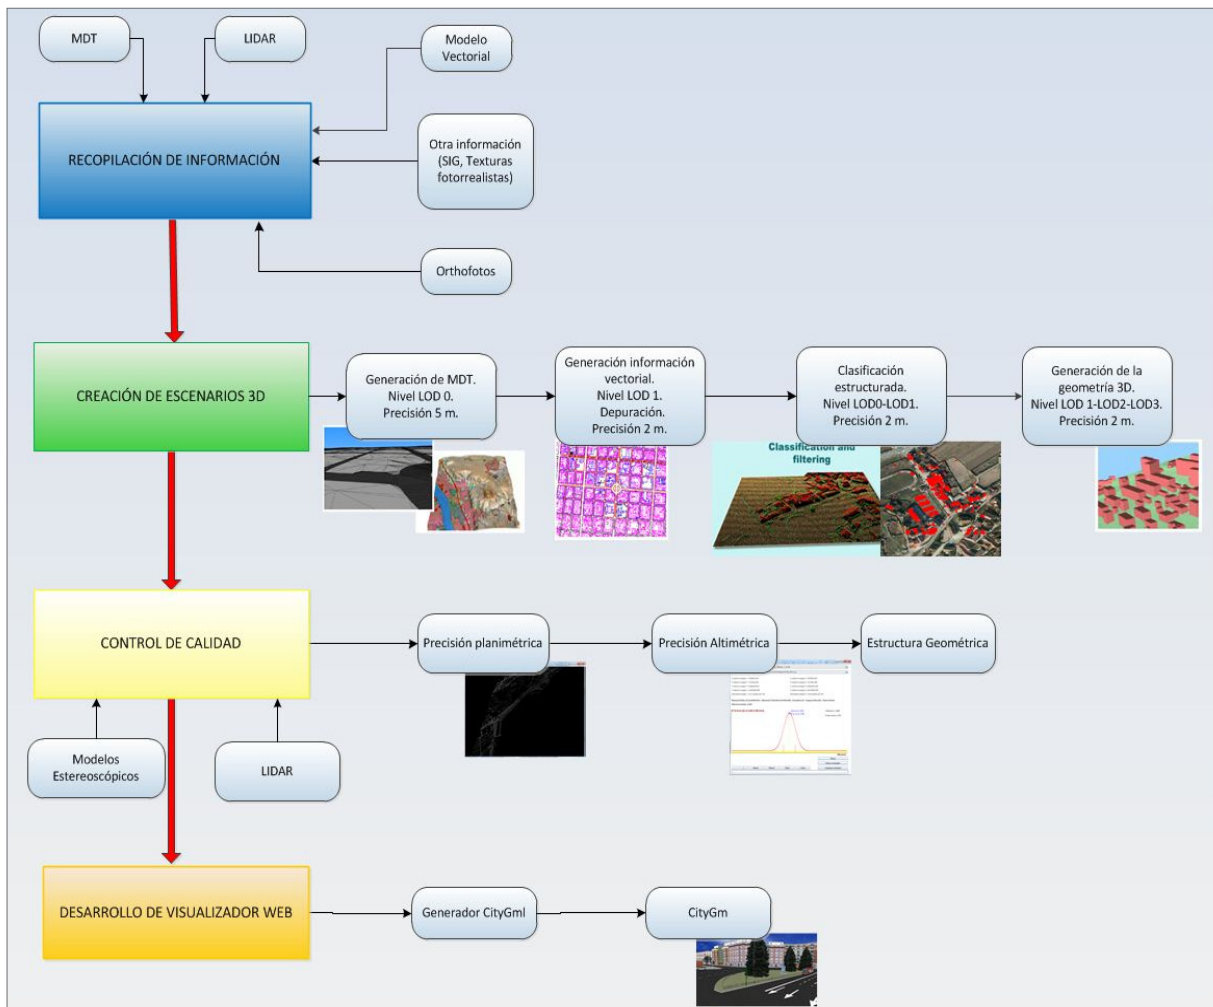 MDT
LIDAR
Modelo
Vectorial
RECOPILACIÓN DE INFORMACIÓN
Otra información
(SIG, Texturas
fotorrealistas)
Orthofotos
CREACIÓN DE ESCENARIOS 3D
Generación de MDT.
Nivel LOD 0.
Precisión 5 m.
Generación información
vectorial.
Nivel LOD 1.
Depuración.
Precisión 2 m.
Clasificación
estructurada.
Nivel LOD0-LOD1.
Precisión 2 m.
Generación de la
geometría 3D.
Nivel LOD 1-LOD2-LOD3.
Precisión 2 m.
Classification and
filtering
CONTROL DE CALIDAD
Precisión planimétrica
Precisión Altimétrica
Estructura Geométrica
Modelos
Estereoscópicos
LIDAR
DESARROLLO DE VISUALIZADOR WEB
Generador CityGml
CityGm